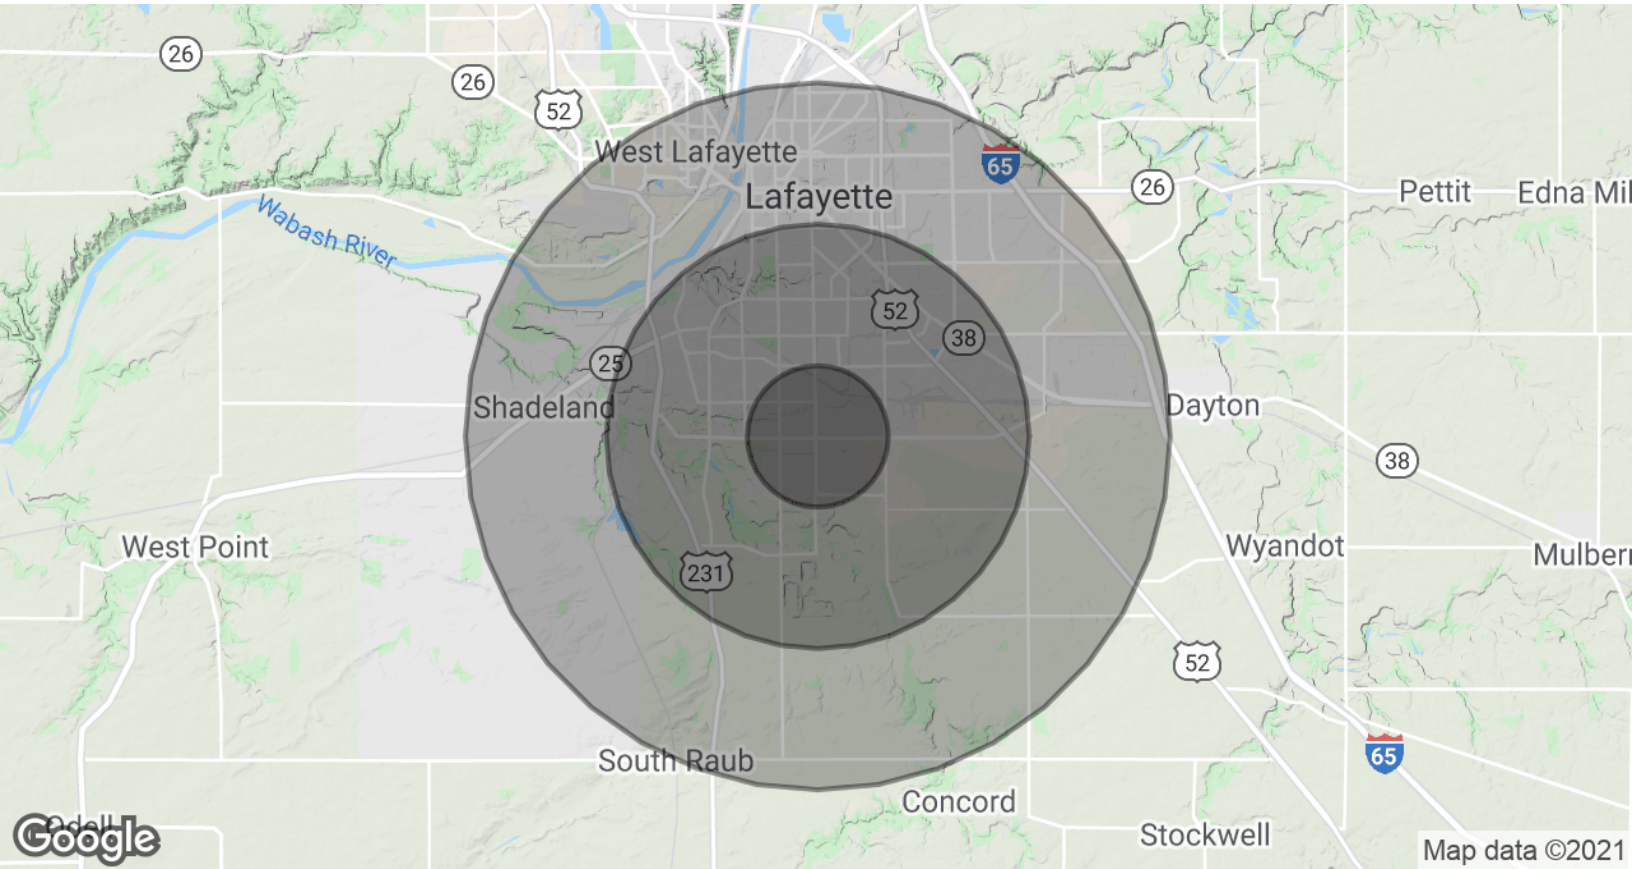 26
26
52
West Lafayette
65
26
Pettit
Edna Mil
Lafayette
Wabash River
52
38
25
Shadeland
Dayton
38
West Point
Wyandot
Mulberr
231
52
South Raub
65
Concord
Odell
Stockwell
Google
Map data ©2021